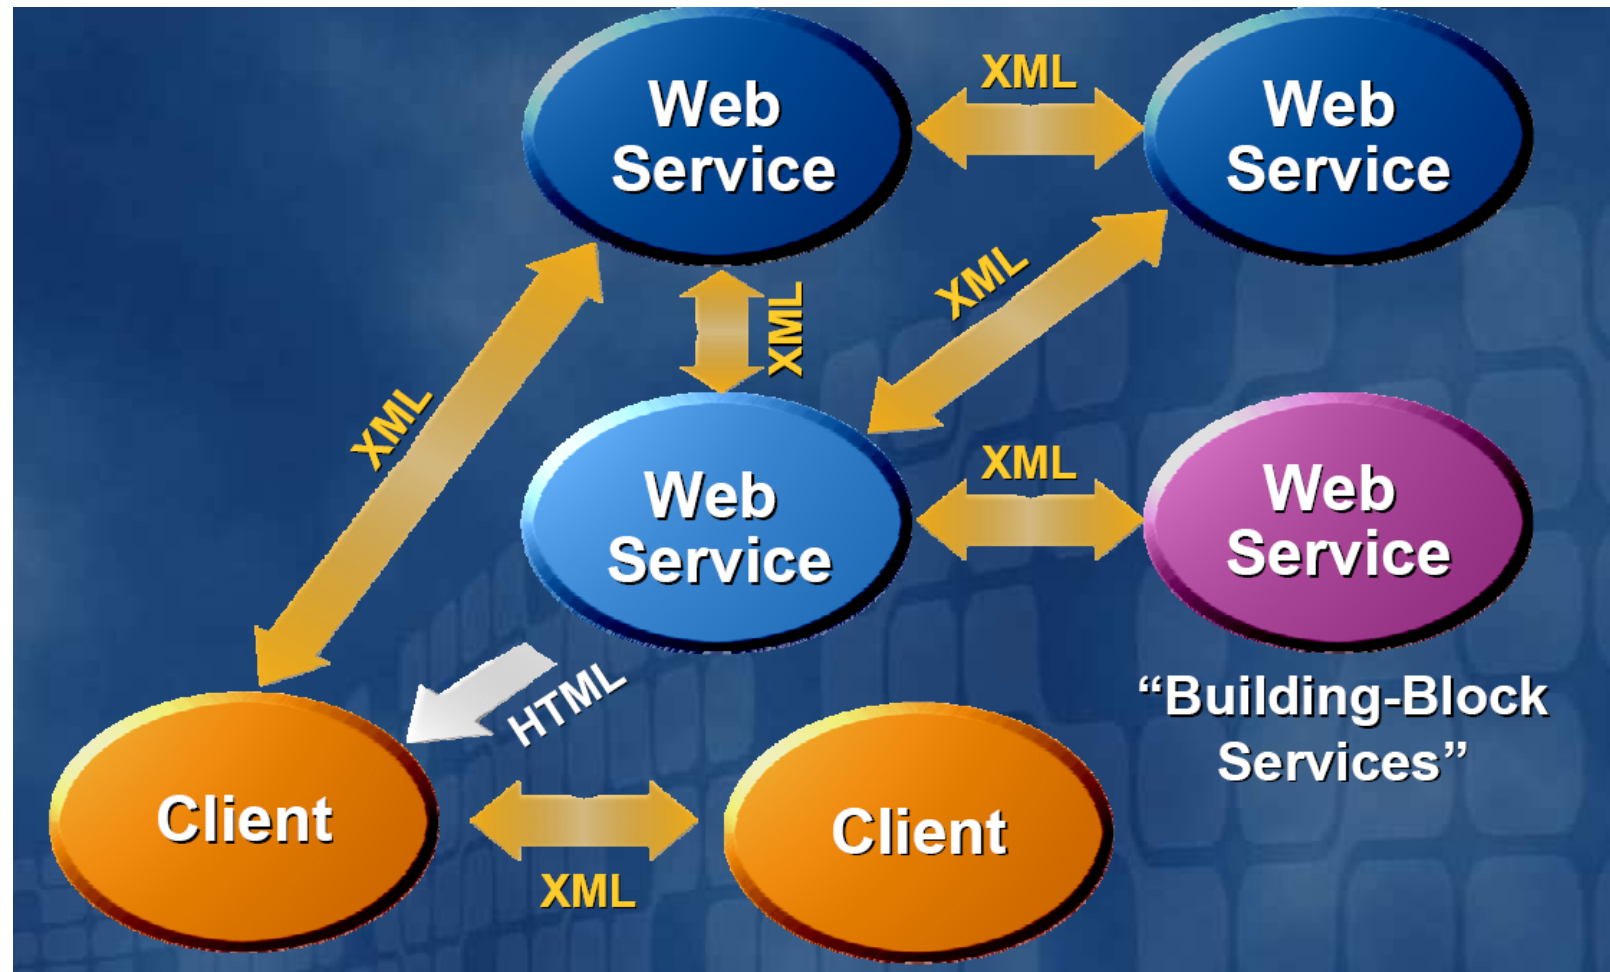 XML
Web
Service
Web
Service
XML
XML
XML
Web
Service
XML
Web
Service
HTML
“Building-Block
Services”
Client
XML
Client